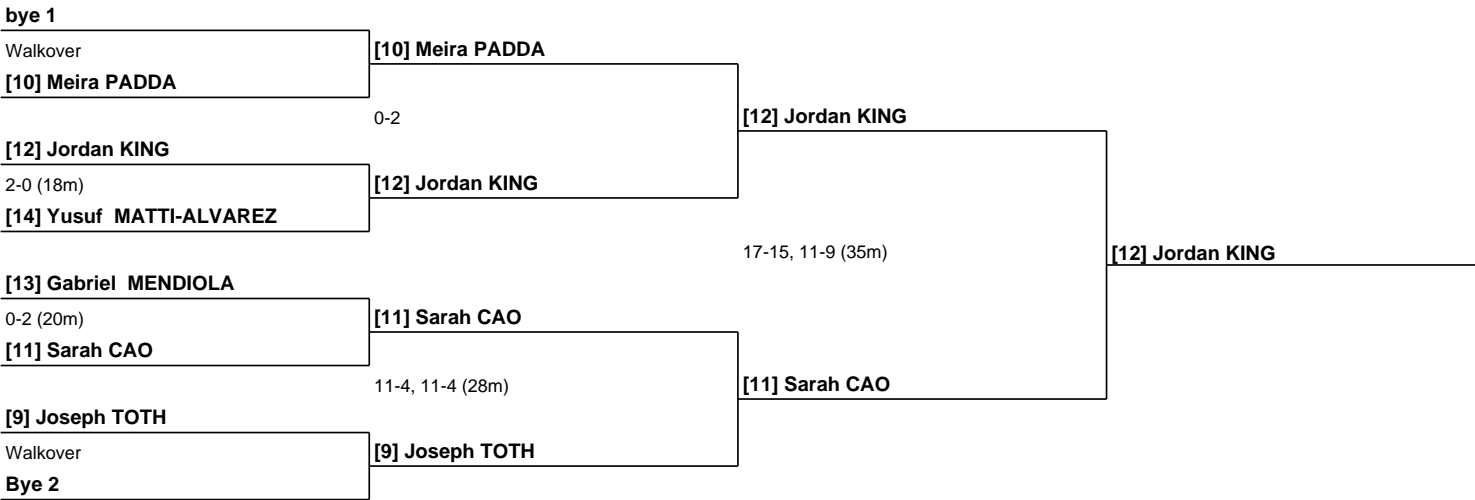 bye 1
Walkover
[10] Meira PADDA
[10] Meira PADDA
0-2
[12] Jordan KING
[12] Jordan KING
2-0 (18m)
[12] Jordan KING
[14] Yusuf  MATTI-ALVAREZ
17-15, 11-9 (35m)
[12] Jordan KING
[13] Gabriel  MENDIOLA
0-2 (20m)
[11] Sarah CAO
[11] Sarah CAO
11-4, 11-4 (28m)
[11] Sarah CAO
[9] Joseph TOTH
Walkover
[9] Joseph TOTH
Bye 2